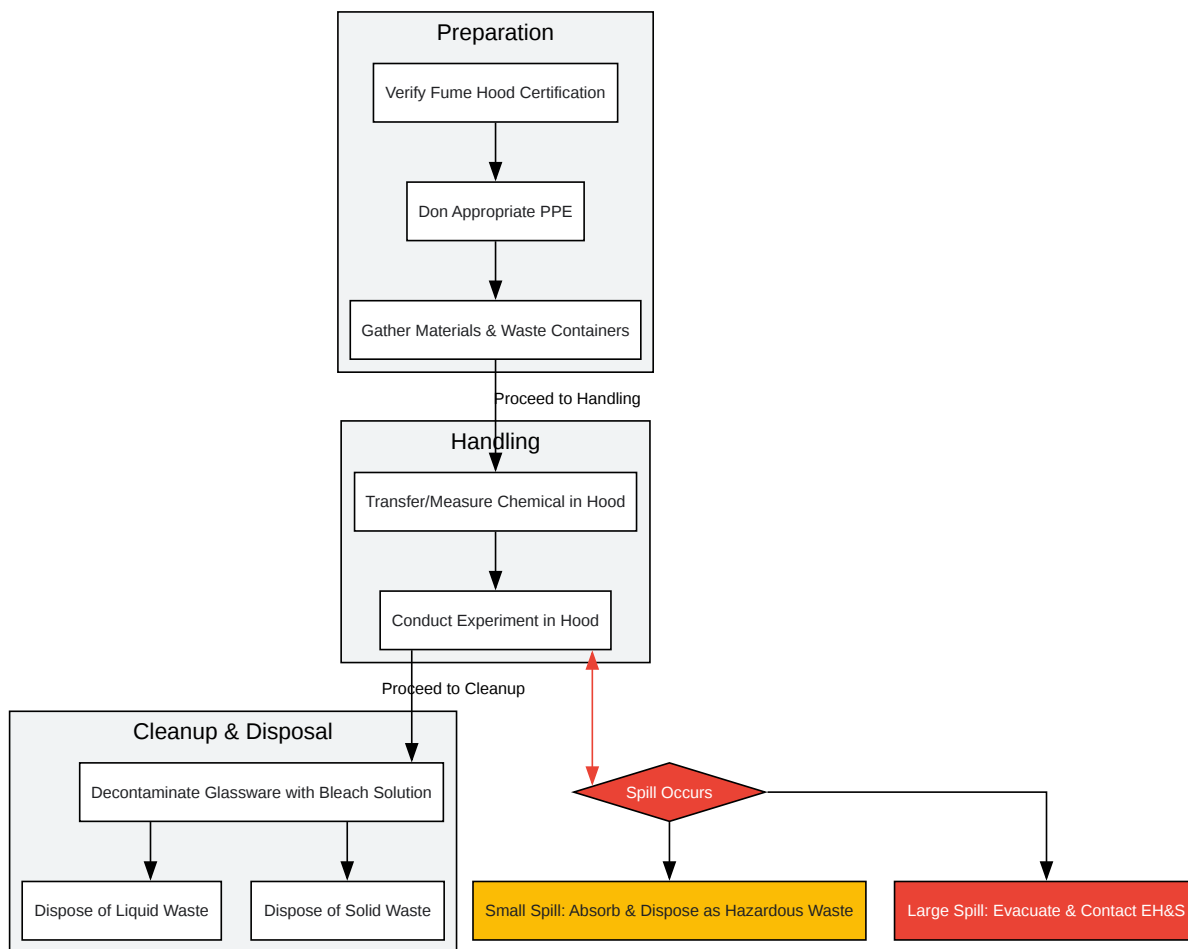 Preparation
Verify Fume Hood Certification
Don Appropriate PPE
Gather Materials & Waste Containers
Proceed to Handling
Handling
Transfer/Measure Chemical in Hood
Conduct Experiment in Hood
Proceed to Cleanup
Cleanup & Disposal
Decontaminate Glassware with Bleach Solution
Spill Occurs
Dispose of Liquid Waste
Dispose of Solid Waste
Small Spill: Absorb & Dispose as Hazardous Waste
Large Spill: Evacuate & Contact EH&S